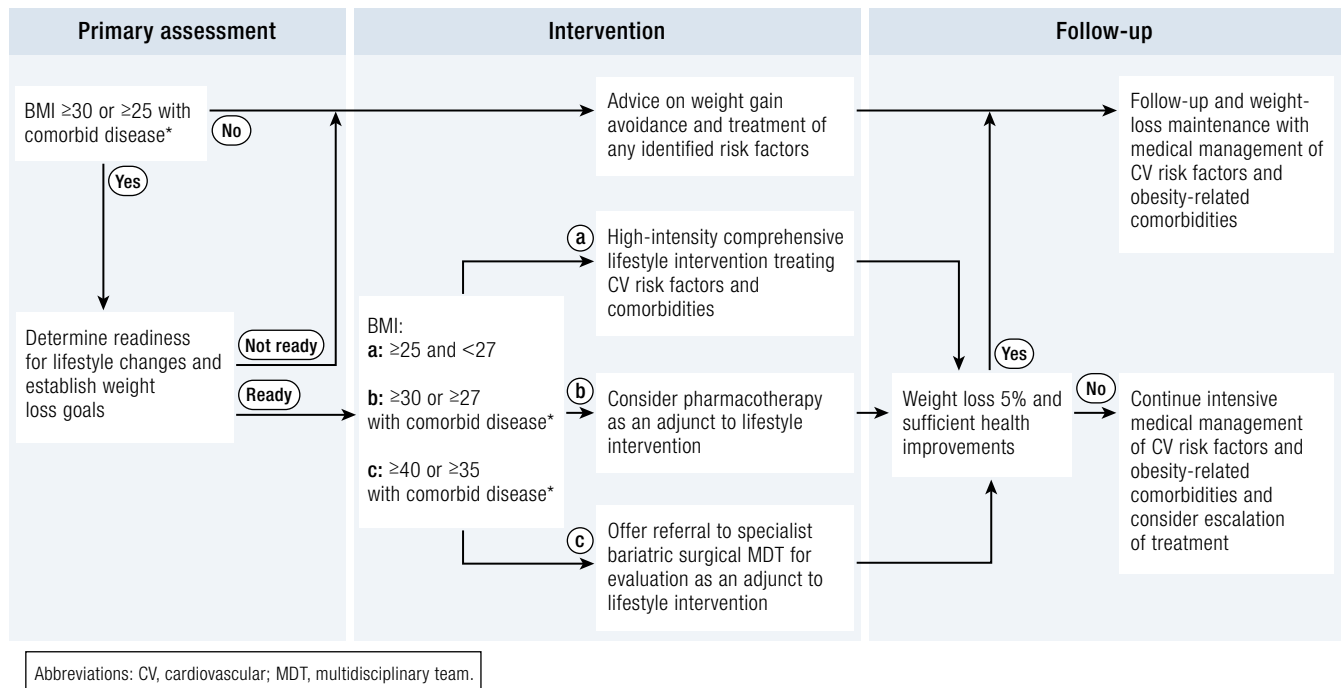 Primary assessment
Intervention
Follow-up
BMI ≥30 or ≥25 with
comorbid disease*
No
Yes
Advice on weight gain
avoidance and treatment of
any identified risk factors
Follow-up and weight-
loss maintenance with
medical management of
CV risk factors and
obesity-related
comorbidities
Determine readiness
for lifestyle changes and
establish weight
loss goals
Not ready
Ready
BMI:
a: ≥25 and <27
b: ≥30 or ≥27
with comorbid disease*
c: ≥40 or ≥35
with comorbid disease*
a
High-intensity comprehensive
lifestyle intervention treating
CV risk factors and
comorbidities
b
Consider pharmacotherapy
as an adjunct to lifestyle
intervention
c
Offer referral to specialist
bariatric surgical MDT for
evaluation as an adjunct to
lifestyle intervention
Yes
Weight loss 5% and
sufficient health
improvements
No
Continue intensive
medical management
of CV risk factors and
obesity-related
comorbidities and
consider escalation
of treatment
Abbreviations: CV, cardiovascular; MDT, multidisciplinary team.